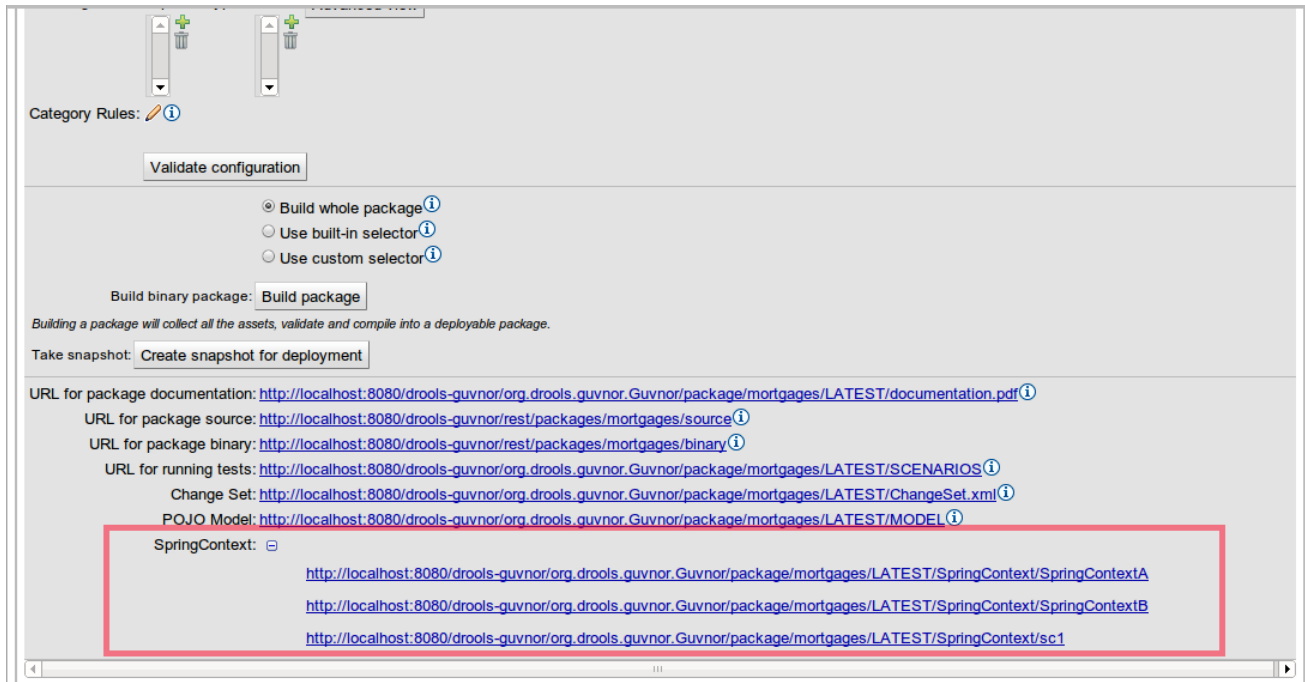 Category Rules:
Validate configuration
Build whole package
Use built-in selector
Use custom selector
Build binary package: Build package
Building a package will collect all the assets, validate and compile into a deployable package.
Take snapshot: Create snapshot for deployment
URL for package documentation: http://localhost:8080/drools-guvnor/org.drools.guvnor.Guvnor/package/mortgages/LATEST/documentation.pdf
URL for package source: http://localhost:8080/drools-guvnor/rest/packages/mortgages/source
URL for package binary: http://localhost:8080/drools-guvnor/rest/packages/mortgages/binary
URL for running tests: http://localhost:8080/drools-guvnor/org.drools.guvnor.Guvnor/package/mortgages/LATEST/SCENARIOS
Change Set: http://localhost:8080/drools-guvnor/org.drools.guvnor.Guvnor/package/mortgages/LATEST/ChangeSet.xml
POJO Model: http://localhost:8080/drools-guvnor/org.drools.guvnor.Guvnor/package/mortgages/LATEST/MODEL
SpringContext:
http://localhost:8080/drools-guvnor/org.drools.guvnor.Guvnor/package/mortgages/LATEST/SpringContext/SpringContextA
http://localhost:8080/drools-guvnor/org.drools.guvnor.Guvnor/package/mortgages/LATEST/SpringContext/SpringContextB
http://localhost:8080/drools-guvnor/org.drools.guvnor.Guvnor/package/mortgages/LATEST/SpringContext/sc1